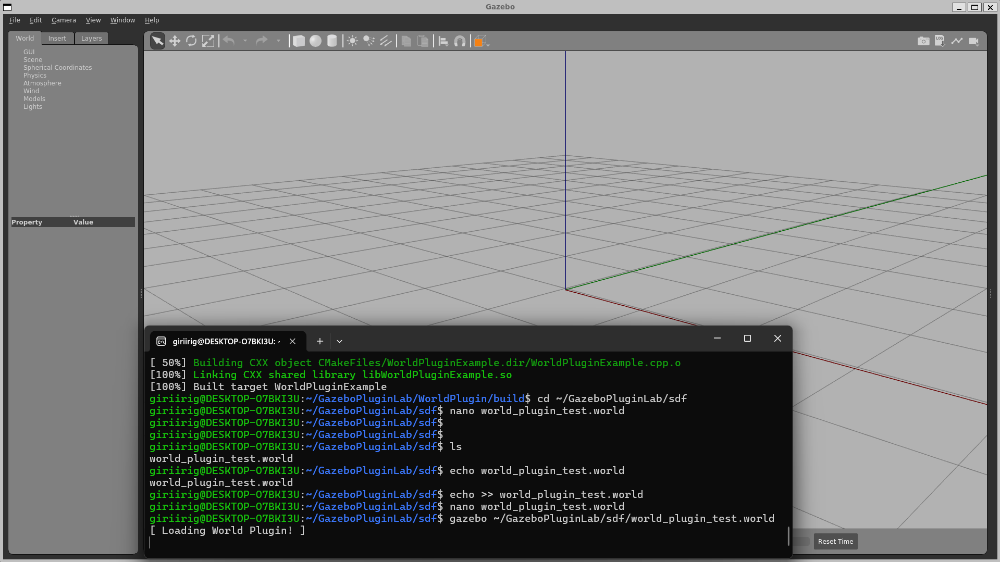 Gazebo
File Edit Camera View Window Help
World Insert Layers
LOG
GUI
Scene
Spherical Coordinates
Physics
Atmosphere
Wind
Models
Lights
Property Value
giriirig@DESKTOP-O7BKI3U: ~
[ 50%] Building CXX object CMakeFiles/WorldPluginExample.dir/WorldPluginExample.cpp.o
[100%] Linking CXX shared library libWorldPluginExample.so
[100%] Built target WorldPluginExample
giriirig@DESKTOP-O7BKI3U:~/GazeboPluginLab/WorldPlugin/build$ cd ~/GazeboPluginLab/sdf
giriirig@DESKTOP-O7BKI3U:~/GazeboPluginLab/sdf$ nano world_plugin_test.world
giriirig@DESKTOP-O7BKI3U:~/GazeboPluginLab/sdf$
giriirig@DESKTOP-O7BKI3U:~/GazeboPluginLab/sdf$
giriirig@DESKTOP-O7BKI3U:~/GazeboPluginLab/sdf$ ls
world_plugin_test.world
giriirig@DESKTOP-O7BKI3U:~/GazeboPluginLab/sdf$ echo world_plugin_test.world
world_plugin_test.world
giriirig@DESKTOP-O7BKI3U:~/GazeboPluginLab/sdf$ echo >> world_plugin_test.world
giriirig@DESKTOP-O7BKI3U:~/GazeboPluginLab/sdf$ nano world_plugin_test.world
giriirig@DESKTOP-O7BKI3U:~/GazeboPluginLab/sdf$ gazebo ~/GazeboPluginLab/sdf/world_plugin_test.world
[ Loading World Plugin! ]
Reset Time